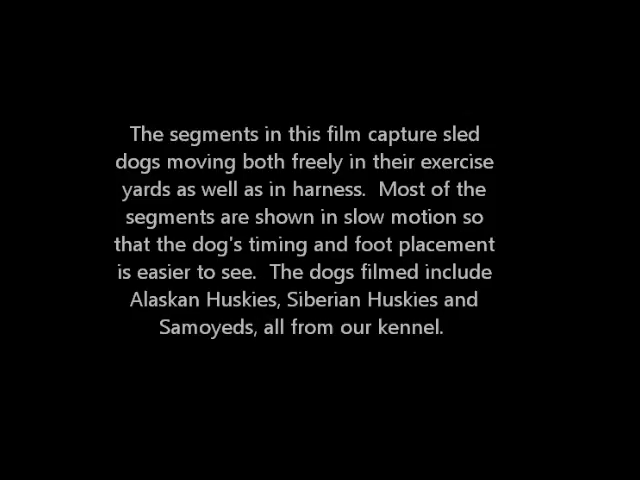 The segments in this film capture sled
dogs moving both freely in their exercise
yards as well as in harness.  Most of the
segments are shown in slow motion so
that the dog's timing and foot placement
is easier to see.  The dogs filmed include
Alaskan Huskies, Siberian Huskies and
Samoyeds, all from our kennel.